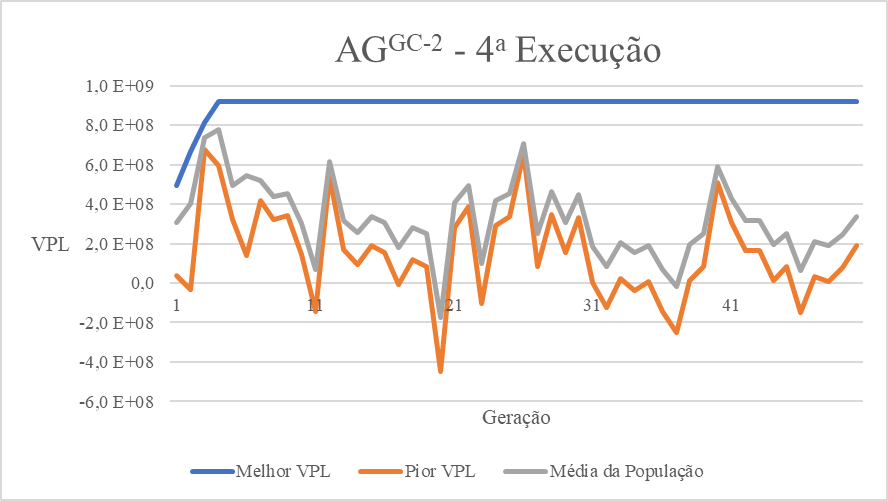 AGGC-2 - 4ª Execução
1,0 E+09
8,0 E+08
6,0 E+08
4,0 E+08
VPL
2,0 E+08
0,0
1 11 21 31 41
-2,0 E+08
-4,0 E+08
-6,0 E+08
Geração
Melhor VPL Pior VPL Média da População